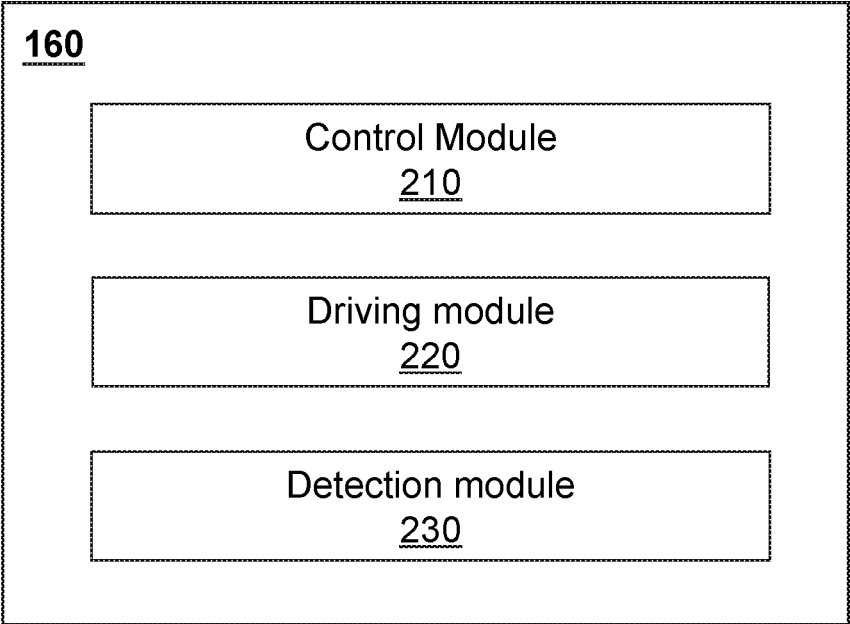 160
Control Module
210
Driving module
220
Detection module
230